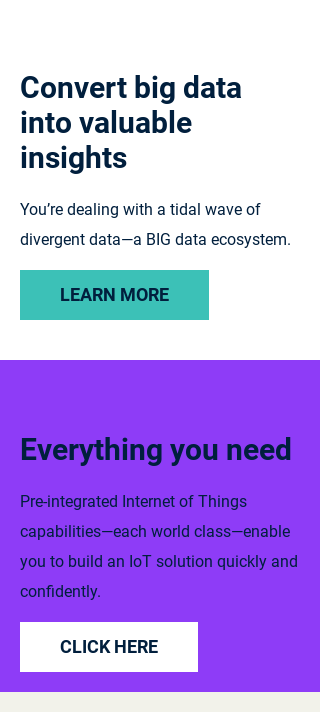 Convert big data
into valuable
insights
You’re dealing with a tidal wave of
divergent data—a BIG data ecosystem.
LEARN MORE
Everything you need
Pre-integrated Internet of Things
capabilities—each world class—enable
you to build an IoT solution quickly and
confidently.
CLICK HERE